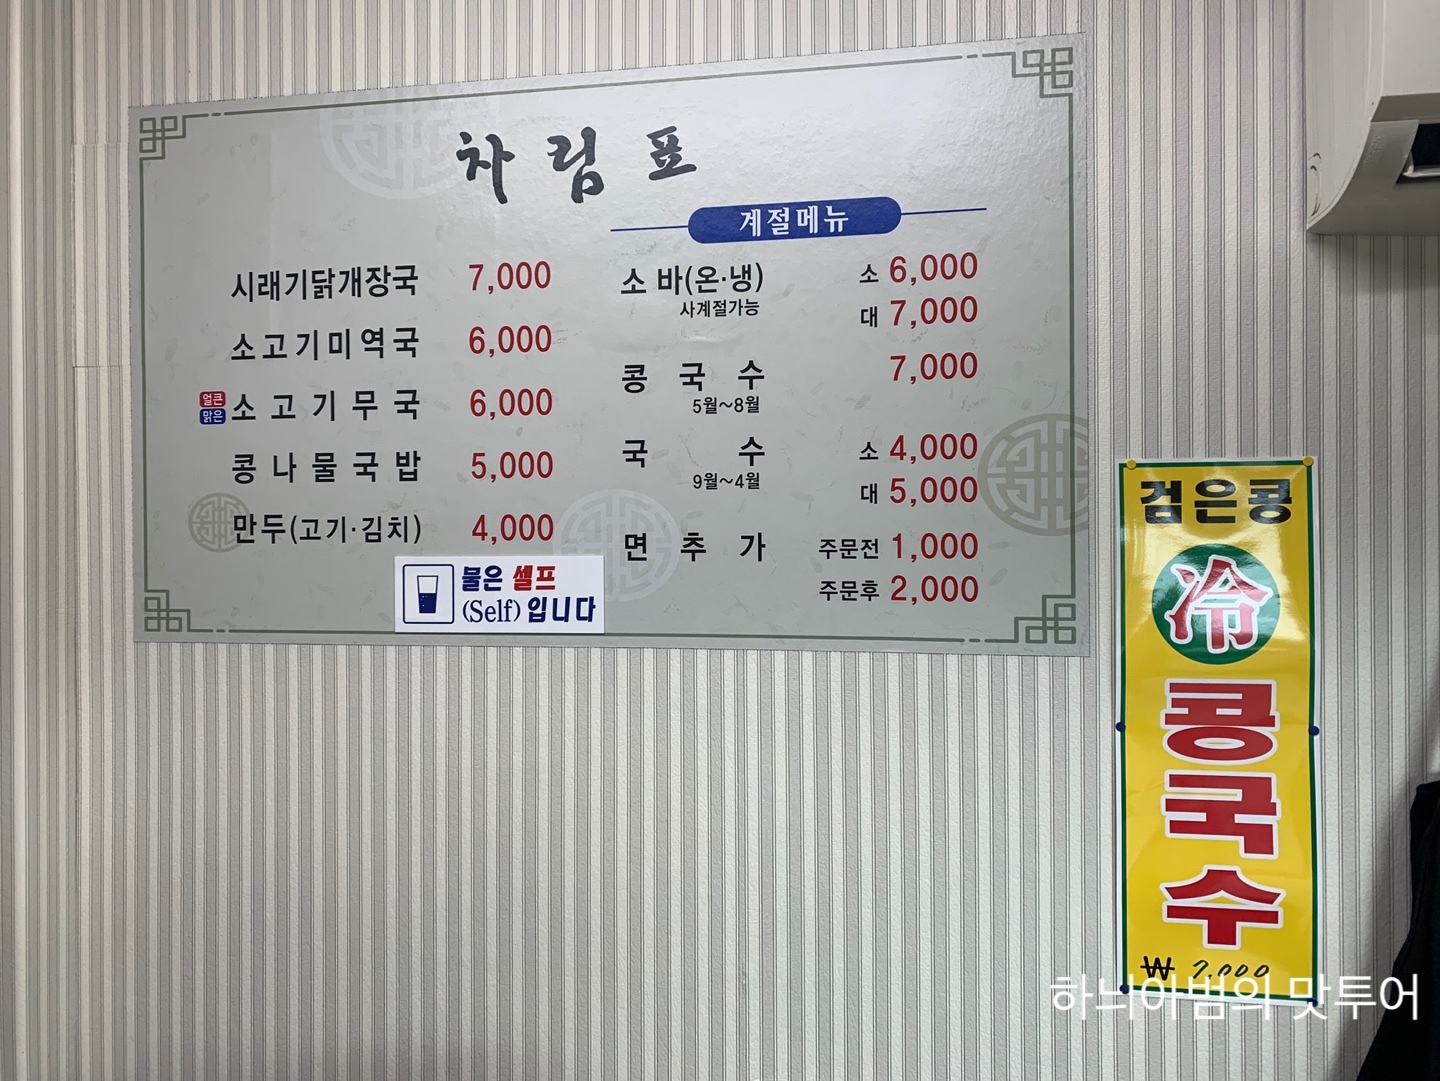 차림표
시래기닭개장국 7,000
소고기미역국 6,000
얼큰
맑은
소고기무국 6,000
콩나물국밥 5,000
만두(고기·김치) 4,000
물은 셀프
(Self) 입니다
계절메뉴
소바(온·냉) 소 6,000
사계절가능 대 7,000
콩국수 7,000
5월~8월
국수 소 4,000
9월~4월 대 5,000
면추가 주문전 1,000
주문후 2,000
검은콩
冷
콩국수
₩ 7.000
하늬아범의 맛투어